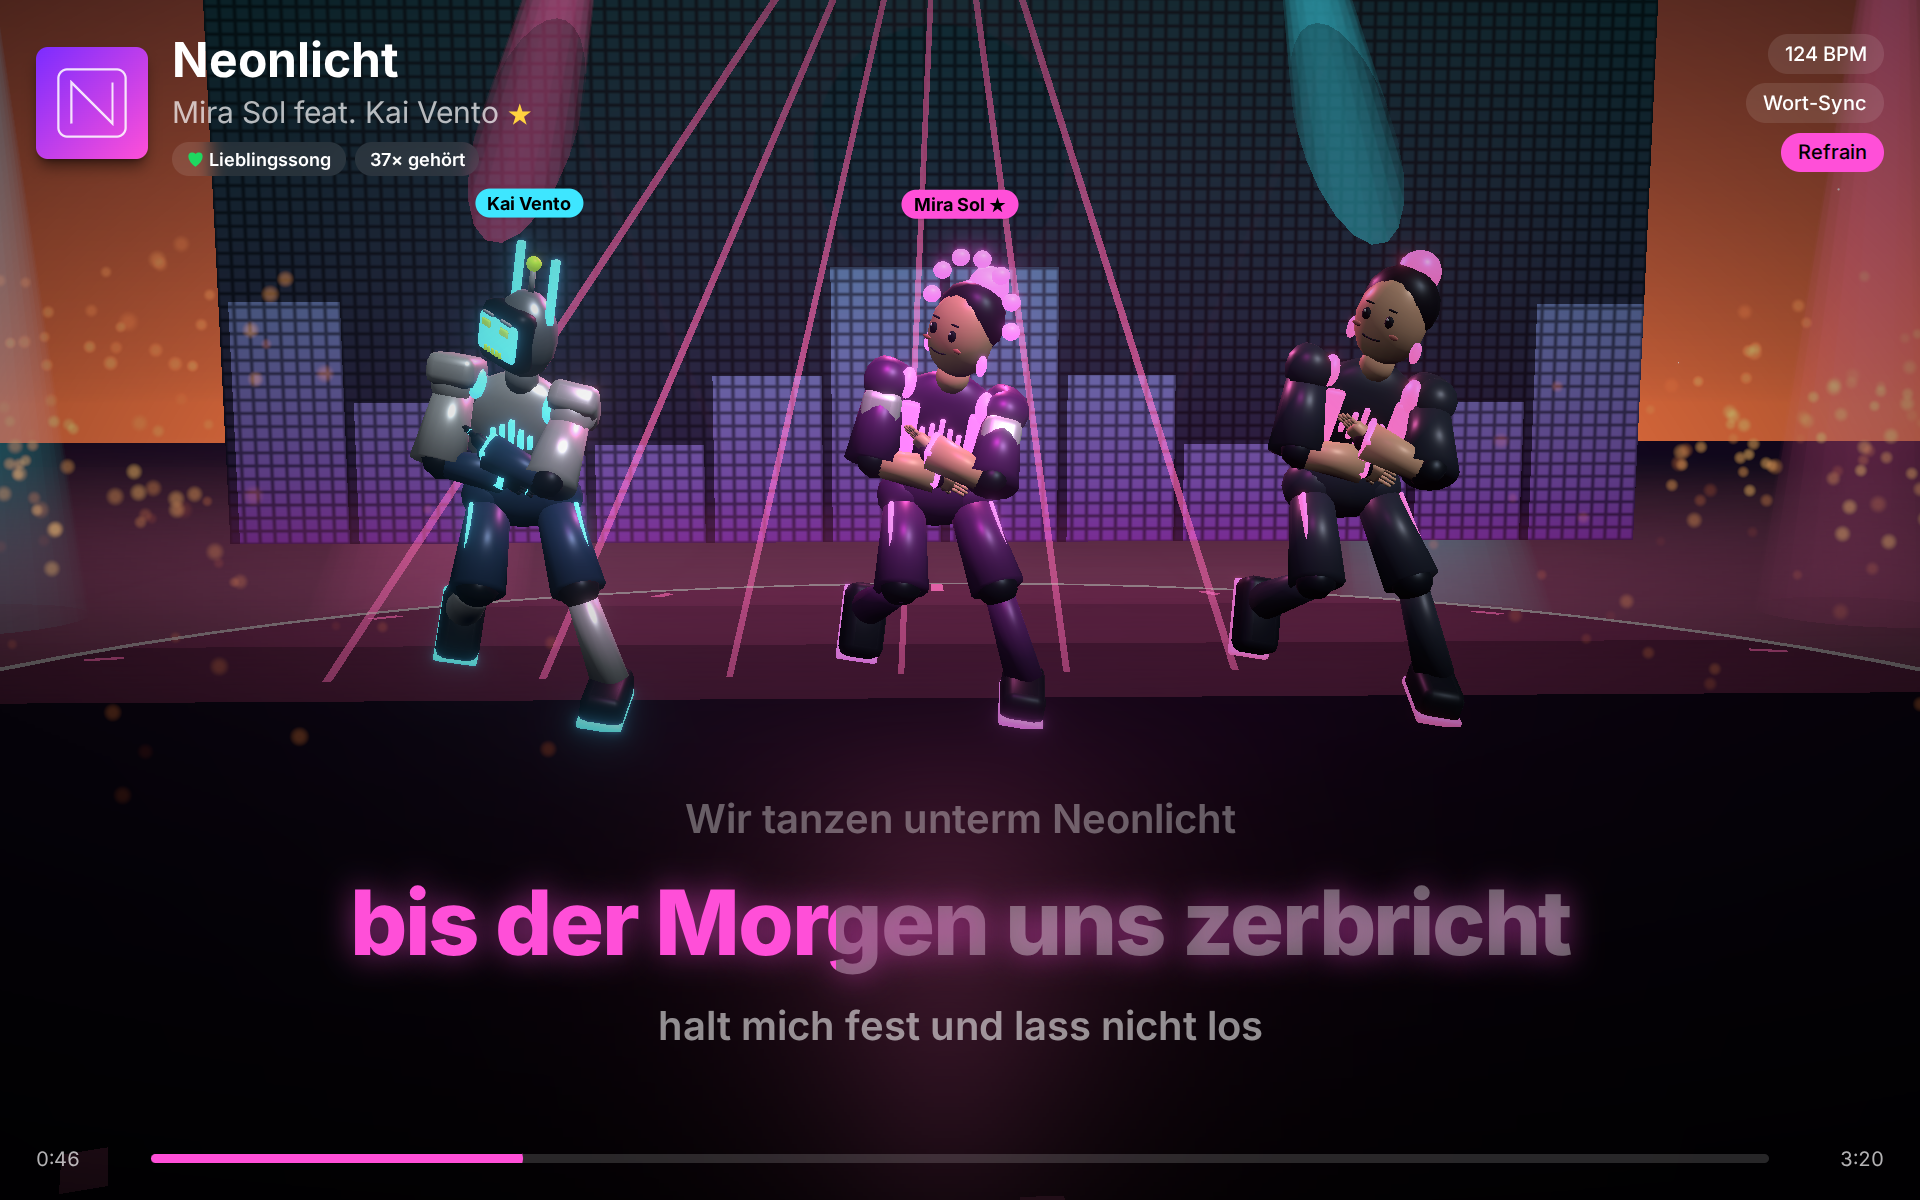 N
Neonlicht
Mira Sol feat. Kai Vento ★
Lieblingssong
37× gehört
124 BPM
Wort-Sync
Refrain
Kai Vento
Mira Sol ★
Wir tanzen unterm Neonlicht
bis der Morgen uns zerbricht
halt mich fest und lass nicht los
0:46
3:20